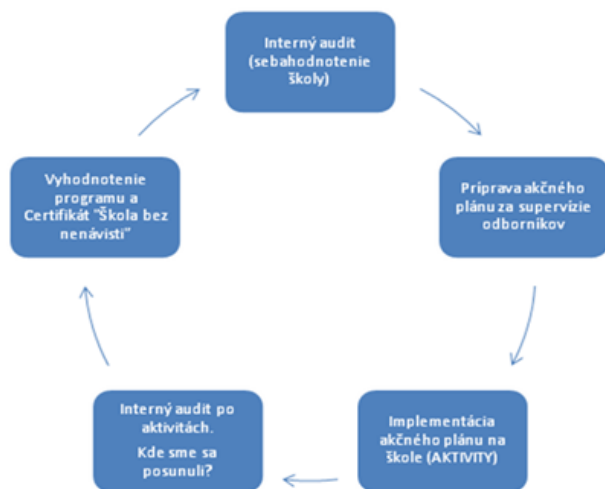 Interný audit
(sebahodnotenie
školy)
Príprava akčného
plánu za supervízie
odborníkov
Implementácia
akčného plánu na
škole (AKTIVITY)
Interný audit po
aktivitách.
Kde sme sa
posunuli?
Vyhodnotenie
programu a
Certifikát "Škola bez
nenávisti"